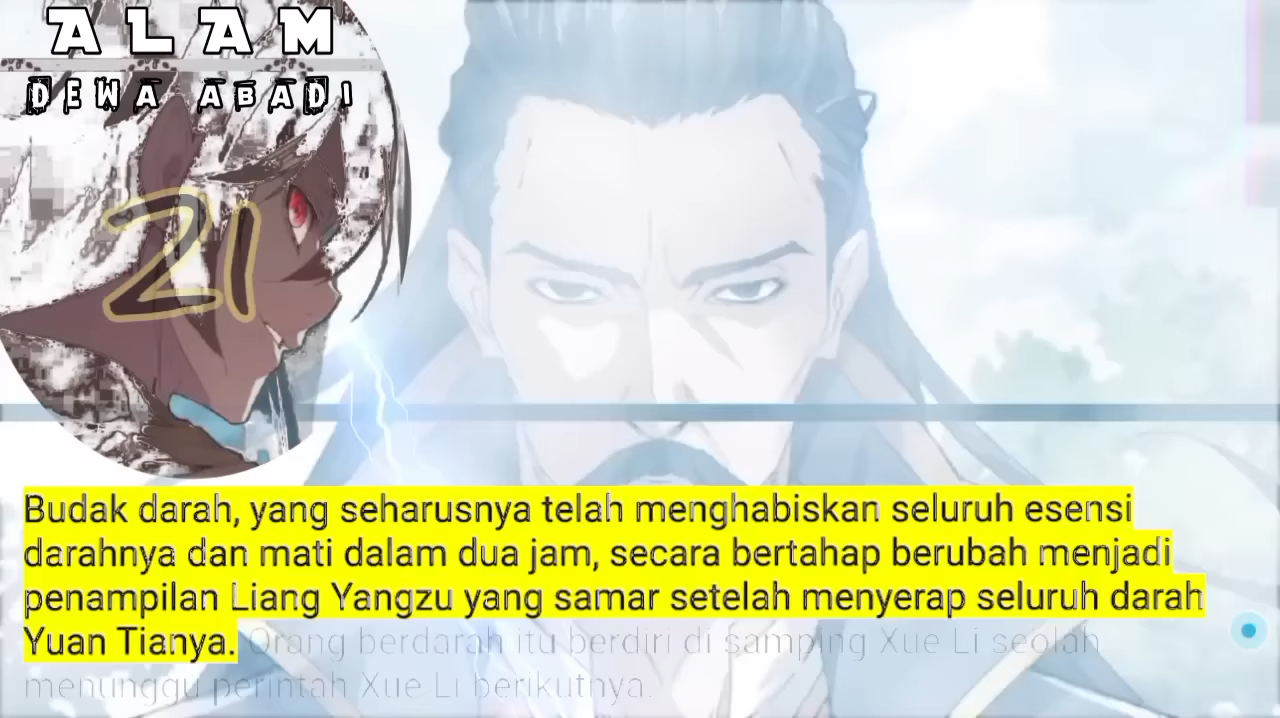 ALAM
DEWA ABADI
21
Budak darah, yang seharusnya telah menghabiskan seluruh esensi
darahnya dan mati dalam dua jam, secara bertahap berubah menjadi
penampilan Liang Yangzu yang samar setelah menyerap seluruh darah
Yuan Tianya. Orang berdarah itu berdiri di samping Xue Li seolah
menunggu perintah Xue Li berikutnya.